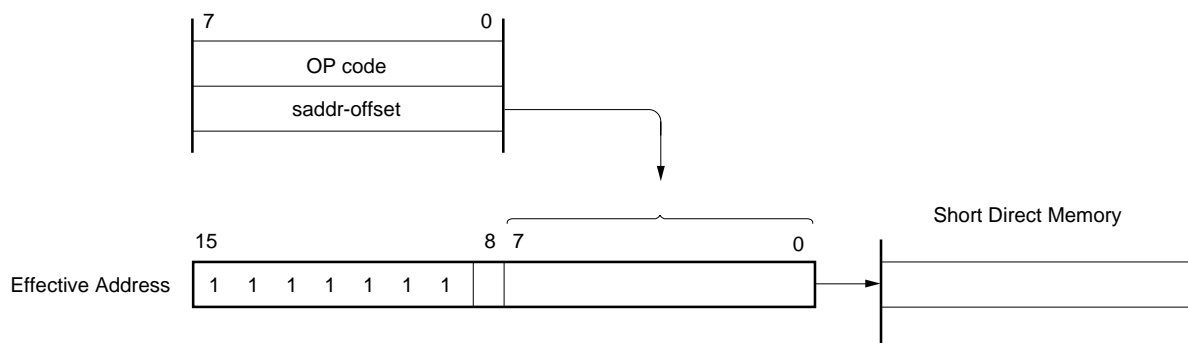 7 0
OP code
saddr-offset
Short Direct Memory
15 8 7 0
Effective Address 1 1 1 1 1 1 1